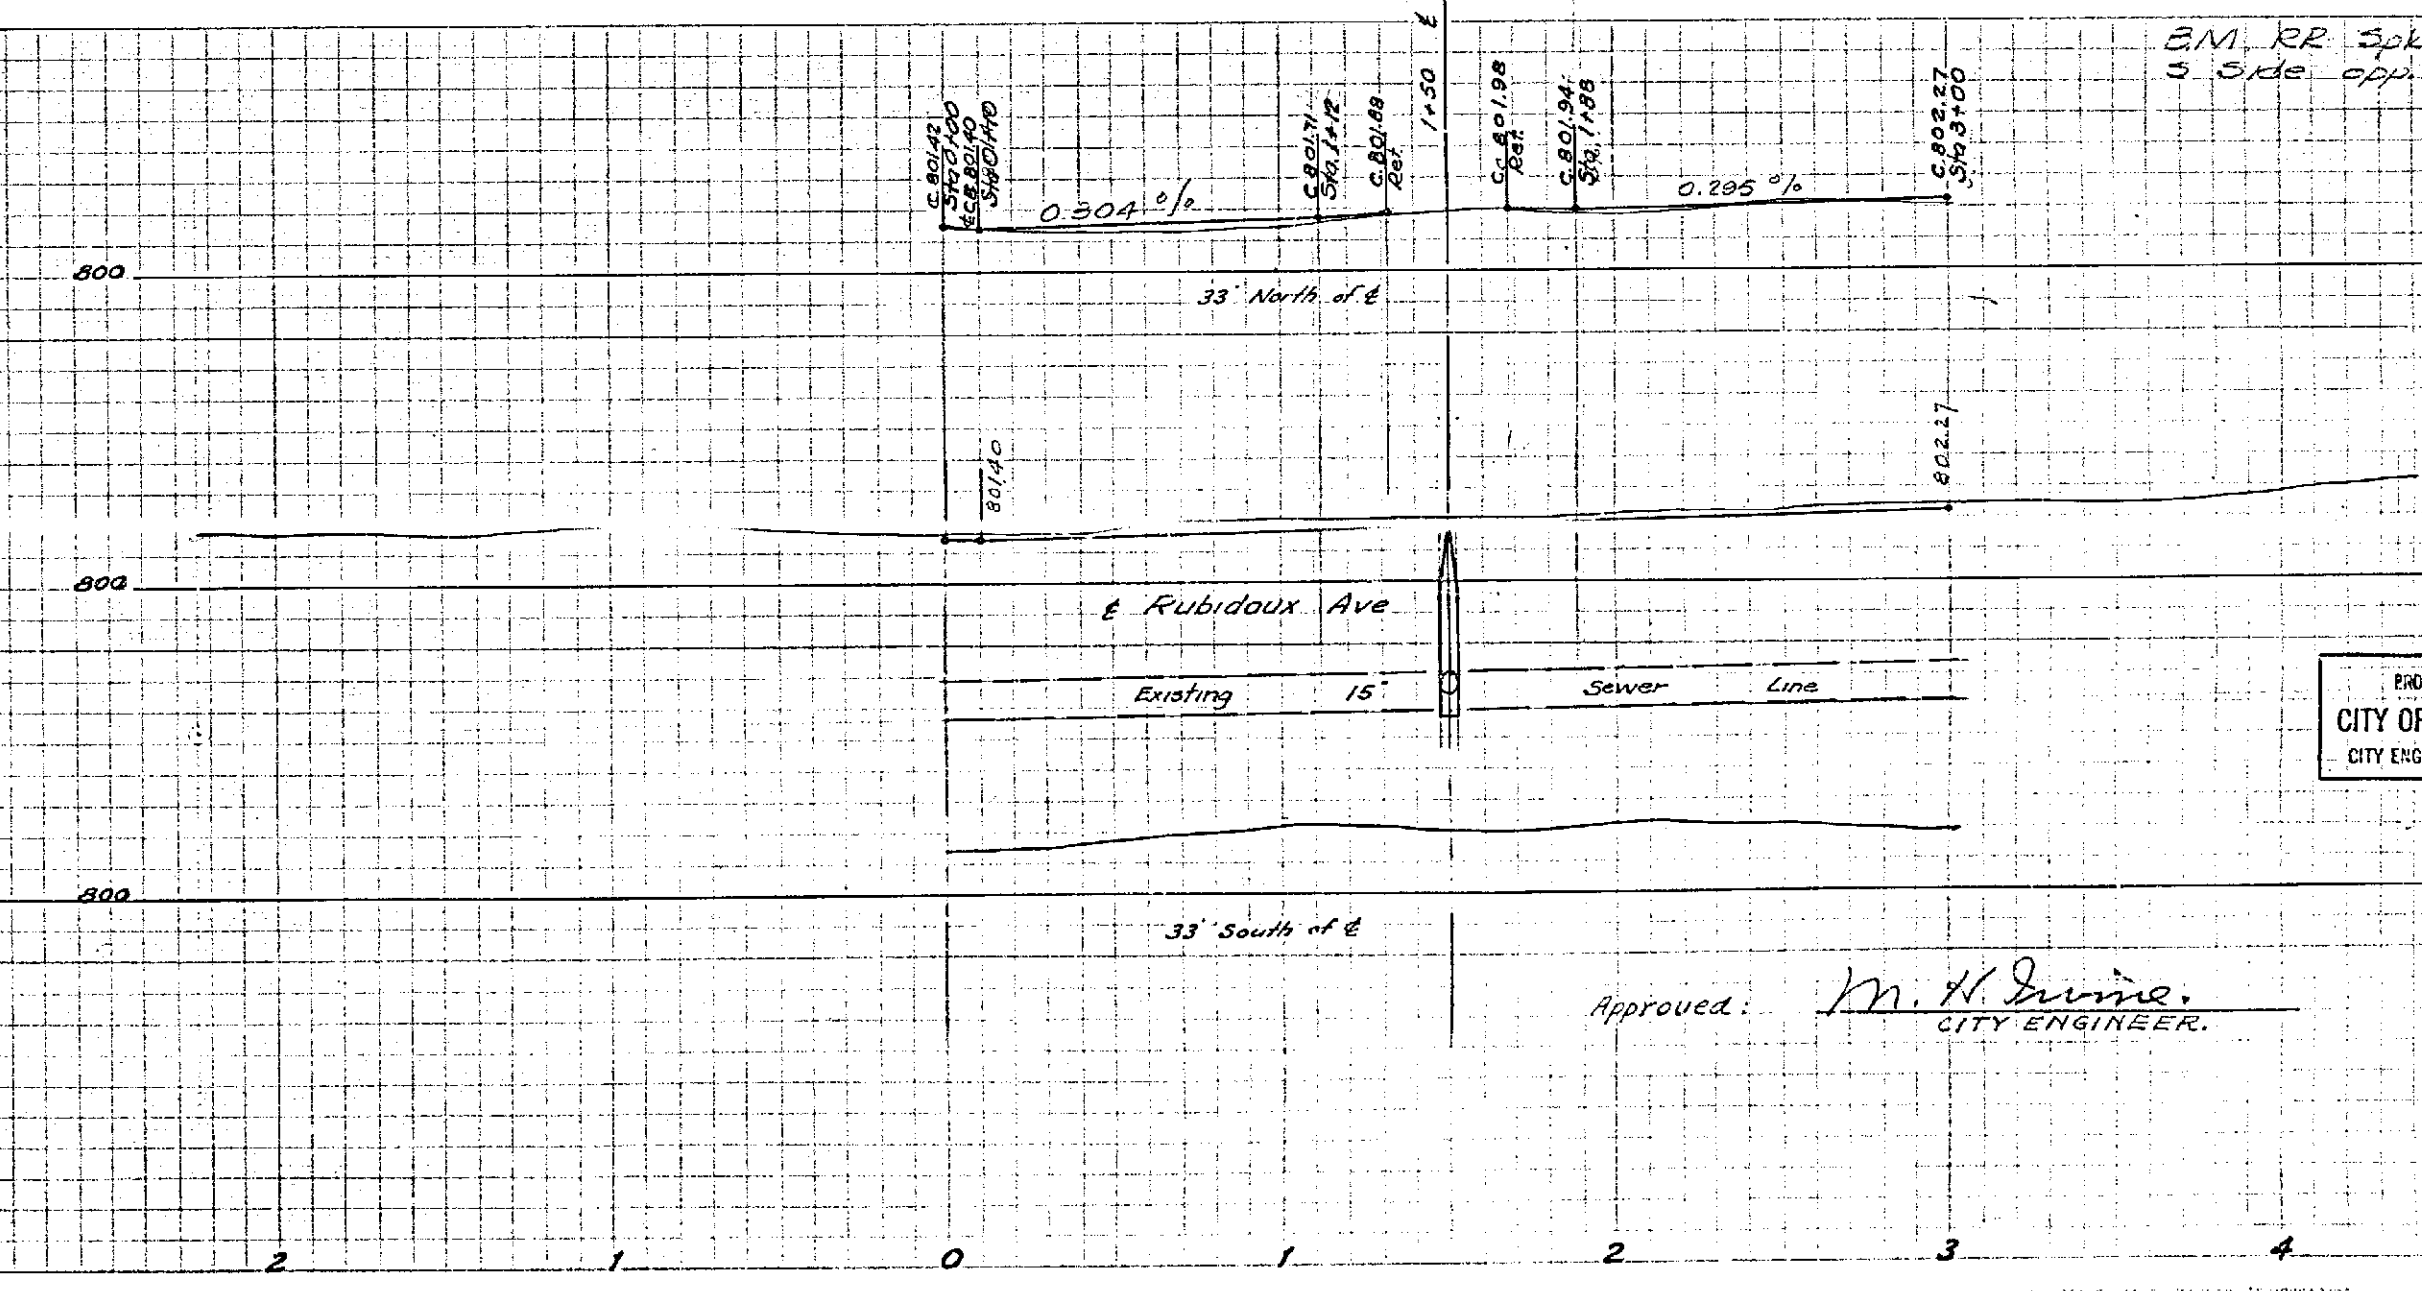 B.M. RR Spk
S Side opp.
℄
1+50
C. 801.42
Sta 0+00
℄ C.B. 801.40
Sta 0+10
0.304 %
C 801.71
Sta. 1+12
C. 801.88
Ret.
C. 801.98
Ret.
C. 801.94
Sta. 1+88
0.295 %
C. 802.27
Sta 3+00
800
33' North of ℄
801.40
802.27
800
℄ Rubidoux Ave
Existing 15" Sewer Line
PRO
CITY OF
CITY ENG
800
33' South of ℄
Approved: M. H. Irvine.
CITY ENGINEER.
2 1 0 1 2 3 4